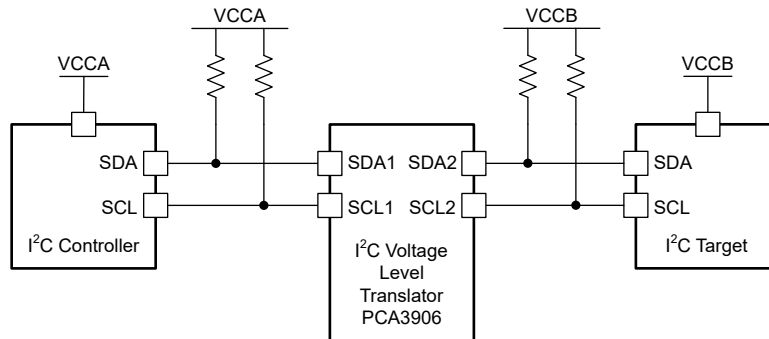 VCCA
VCCB
VCCA
VCCB
SDA
SDA1
SDA2
SDA
SCL
SCL1
SCL2
SCL
I²C Controller
I²C Voltage
Level
Translator
PCA3906
I²C Target